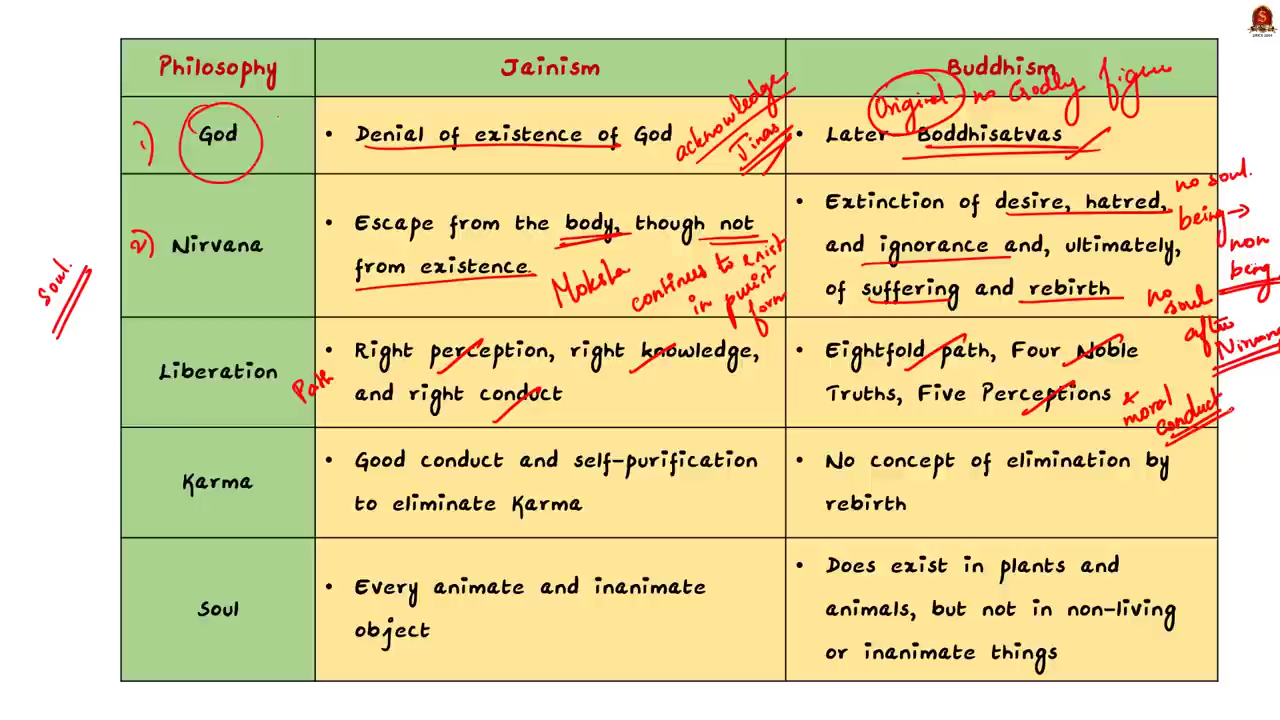 Philosophy
Jainism
Buddhism
Original - no Godly figure
1)
God
• Denial of existence of God
acknowledge
Jinas
• Later Boddhisatvas
2) Nirvana
• Escape from the body, though not
from existence.
Moksha
continues to exist
in purest
form
• Extinction of desire, hatred,
and ignorance and, ultimately,
of suffering and rebirth
no soul.
being →
non
being
no
soul
after
Nirvana
Soul.
Liberation
Path
• Right perception, right knowledge,
and right conduct
• Eightfold path, Four Noble
Truths, Five Perceptions
& moral
conduct
Karma
• Good conduct and self-purification
to eliminate Karma
• No concept of elimination by
rebirth
Soul
• Every animate and inanimate
object
• Does exist in plants and
animals, but not in non-living
or inanimate things